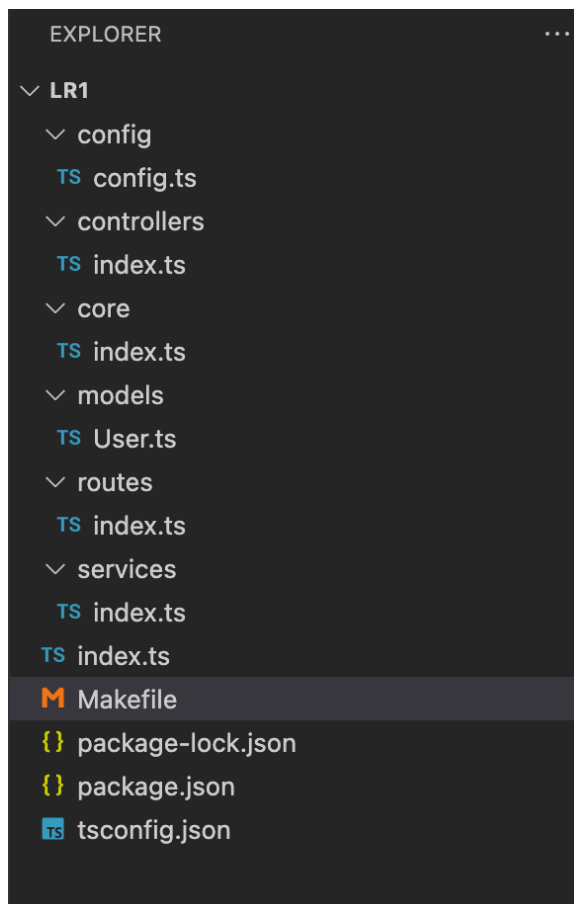 EXPLORER ...
LR1
config
TS config.ts
controllers
TS index.ts
core
TS index.ts
models
TS User.ts
routes
TS index.ts
services
TS index.ts
TS index.ts
M Makefile
{} package-lock.json
{} package.json
TS tsconfig.json